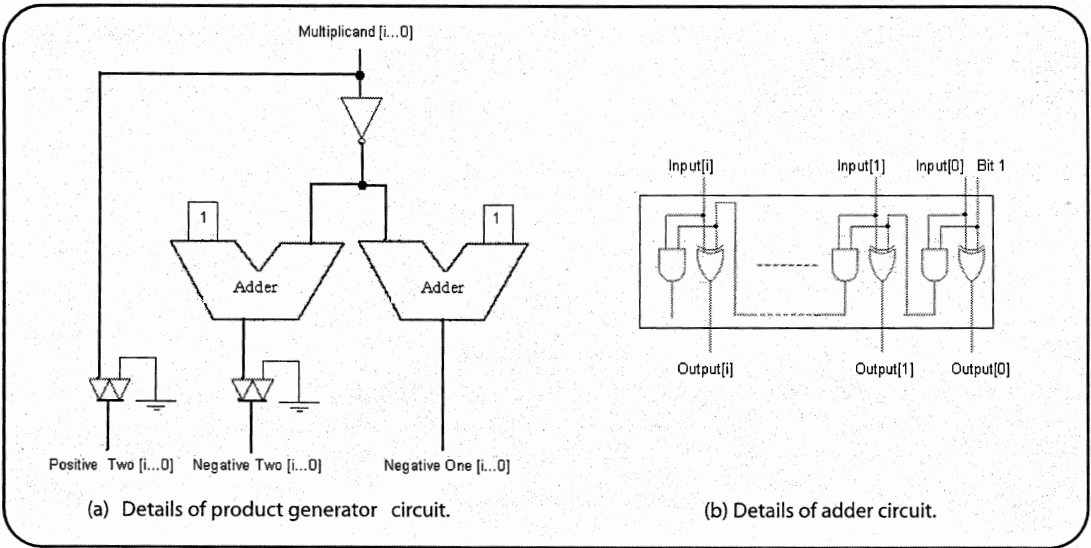 Multiplicand [i...0]
1
1
Adder
Adder
Positive Two [i...0]
Negative Two [i...0]
Negative One [i...0]
(a) Details of product generator circuit.
Input[i]
Input[1]
Input[0]
Bit 1
Output[i]
Output[1]
Output[0]
(b) Details of adder circuit.